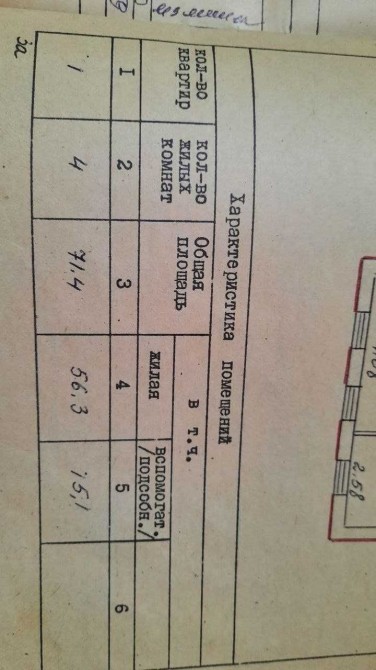 Характеристика помещений
кол-во квартир
кол-во жилых комнат
Общая площадь
в т.ч.
жилая
вспомогат. /подсобн./
I 2 3 4 5 6
1 4 71.4 56,3 15,1
за
2,58